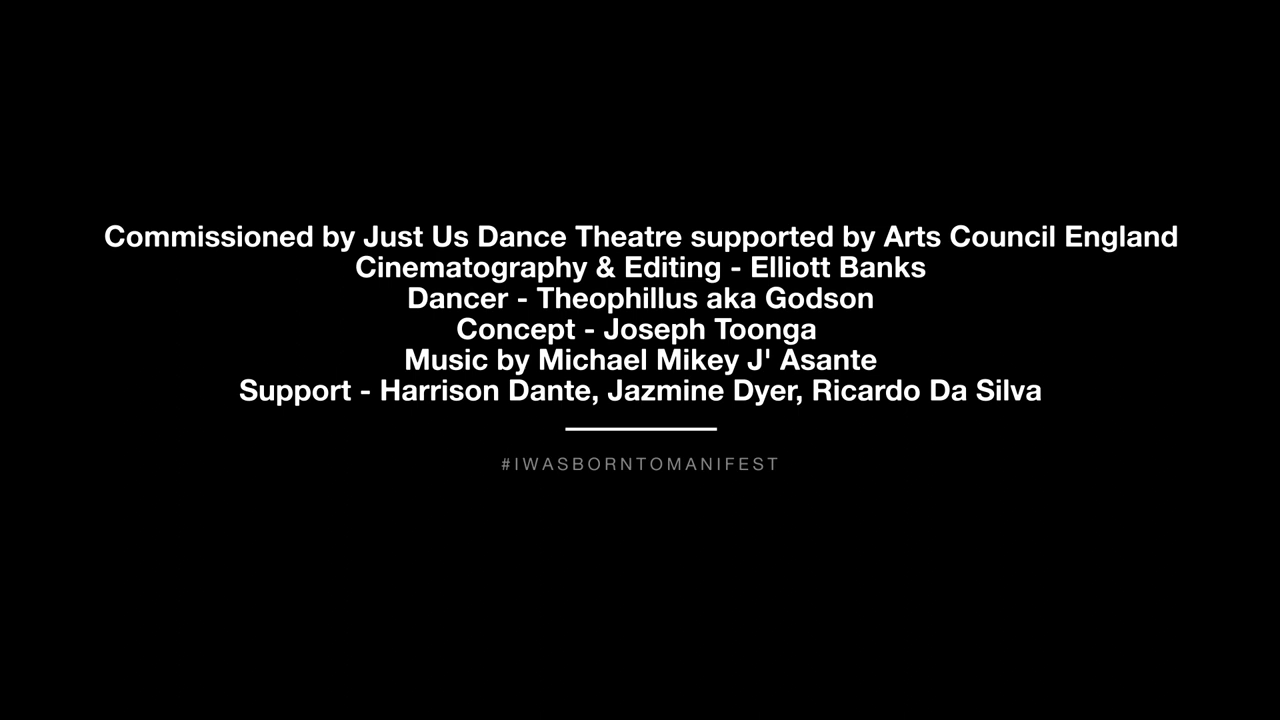 Commissioned by Just Us Dance Theatre supported by Arts Council England
Cinematography & Editing - Elliott Banks
Dancer - Theophillus aka Godson
Concept - Joseph Toonga
Music by Michael Mikey J' Asante
Support - Harrison Dante, Jazmine Dyer, Ricardo Da Silva
#IWASBORNTOMANIFEST